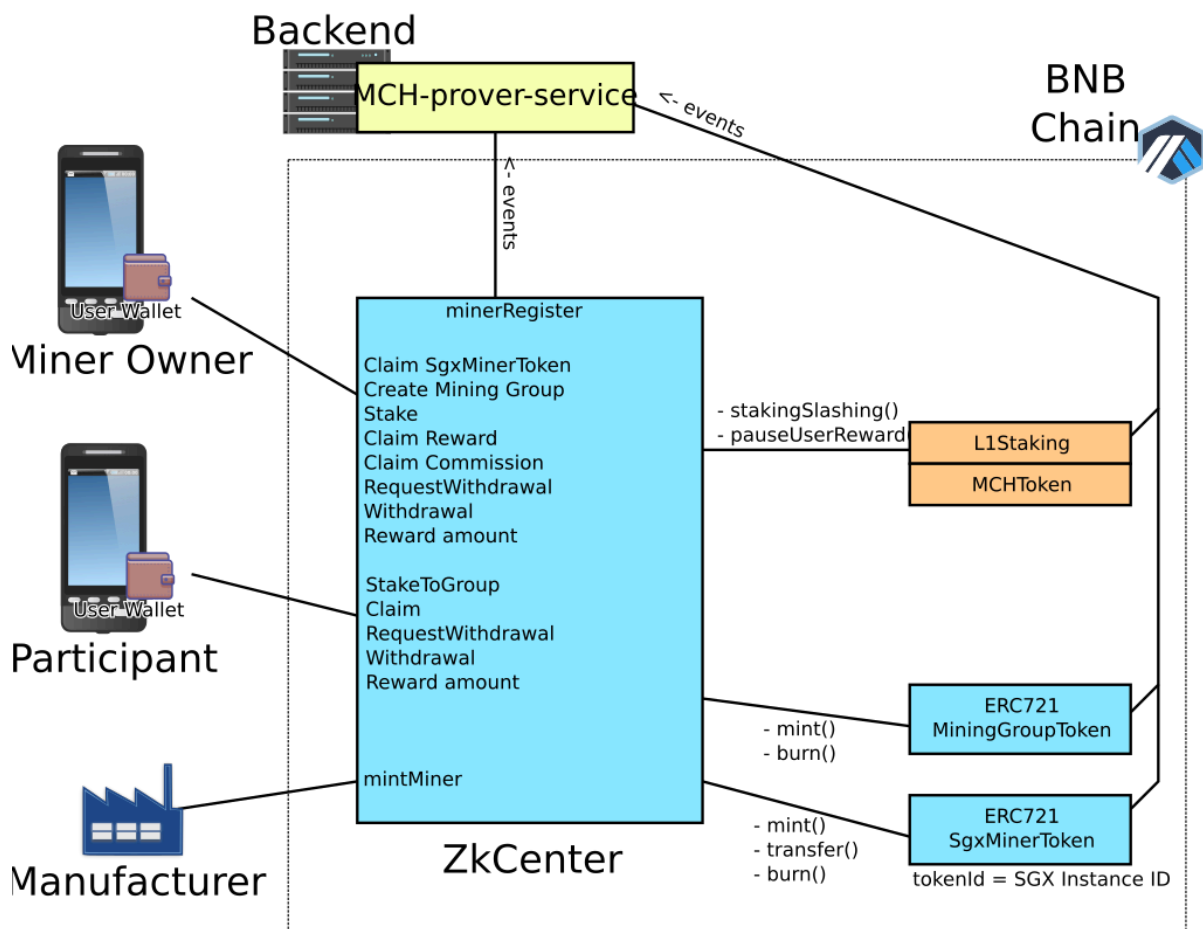 Backend
MCH-prover-service
BNB
Chain
<- events
<- events
User Wallet
Miner Owner
minerRegister
Claim SgxMinerToken
Create Mining Group
Stake
Claim Reward
Claim Commission
RequestWithdrawal
Withdrawal
Reward amount
- stakingSlashing()
- pauseUserReward(
L1Staking
MCHToken
User Wallet
Participant
StakeToGroup
Claim
RequestWithdrawal
Withdrawal
Reward amount
- mint()
- burn()
ERC721
MiningGroupToken
mintMiner
Manufacturer
ZkCenter
- mint()
- transfer()
- burn()
ERC721
SgxMinerToken
tokenId = SGX Instance ID